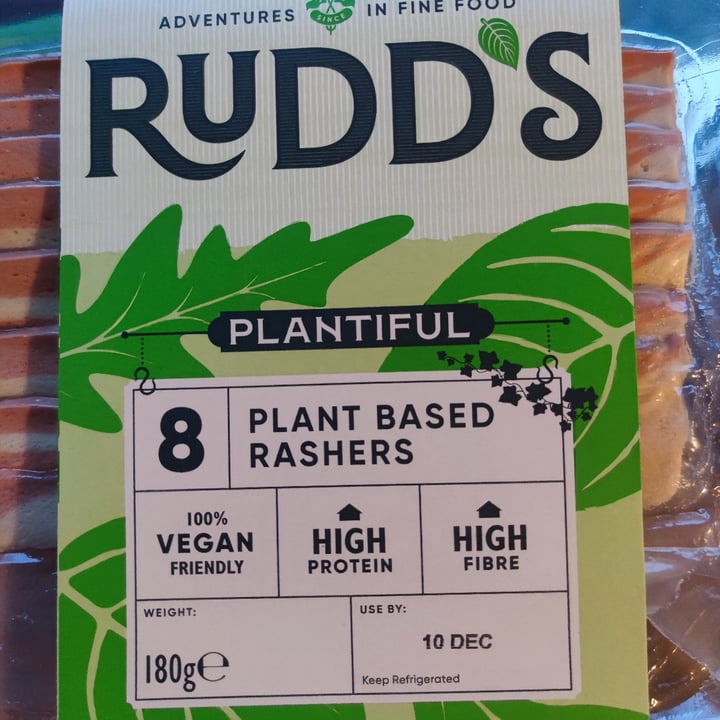 ADVENTURES IN FINE FOOD
SINCE
RUDD'S
PLANTIFUL
8 PLANT BASED
RASHERS
100%
VEGAN
FRIENDLY
HIGH
PROTEIN
HIGH
FIBRE
WEIGHT:
180g℮
USE BY:
10 DEC
Keep Refrigerated